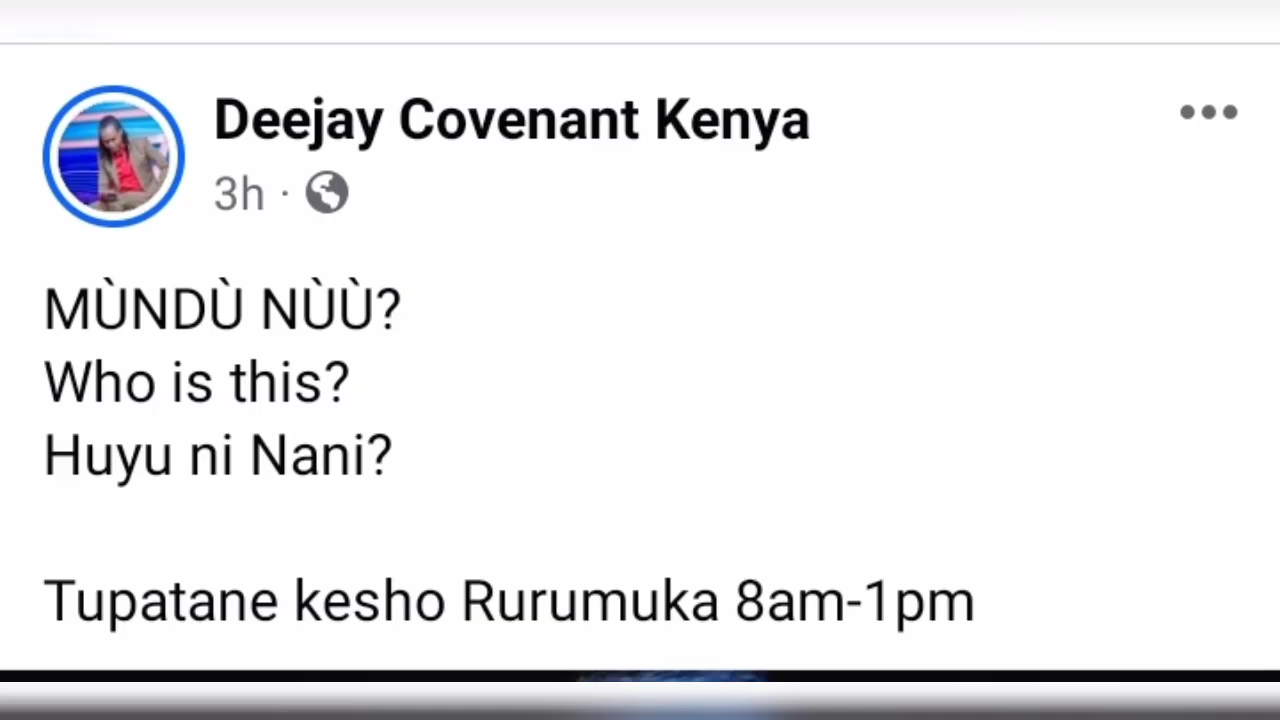 Deejay Covenant Kenya
3h ·
MÙNDÙ NÙÙ?
Who is this?
Huyu ni Nani?
Tupatane kesho Rurumuka 8am-1pm